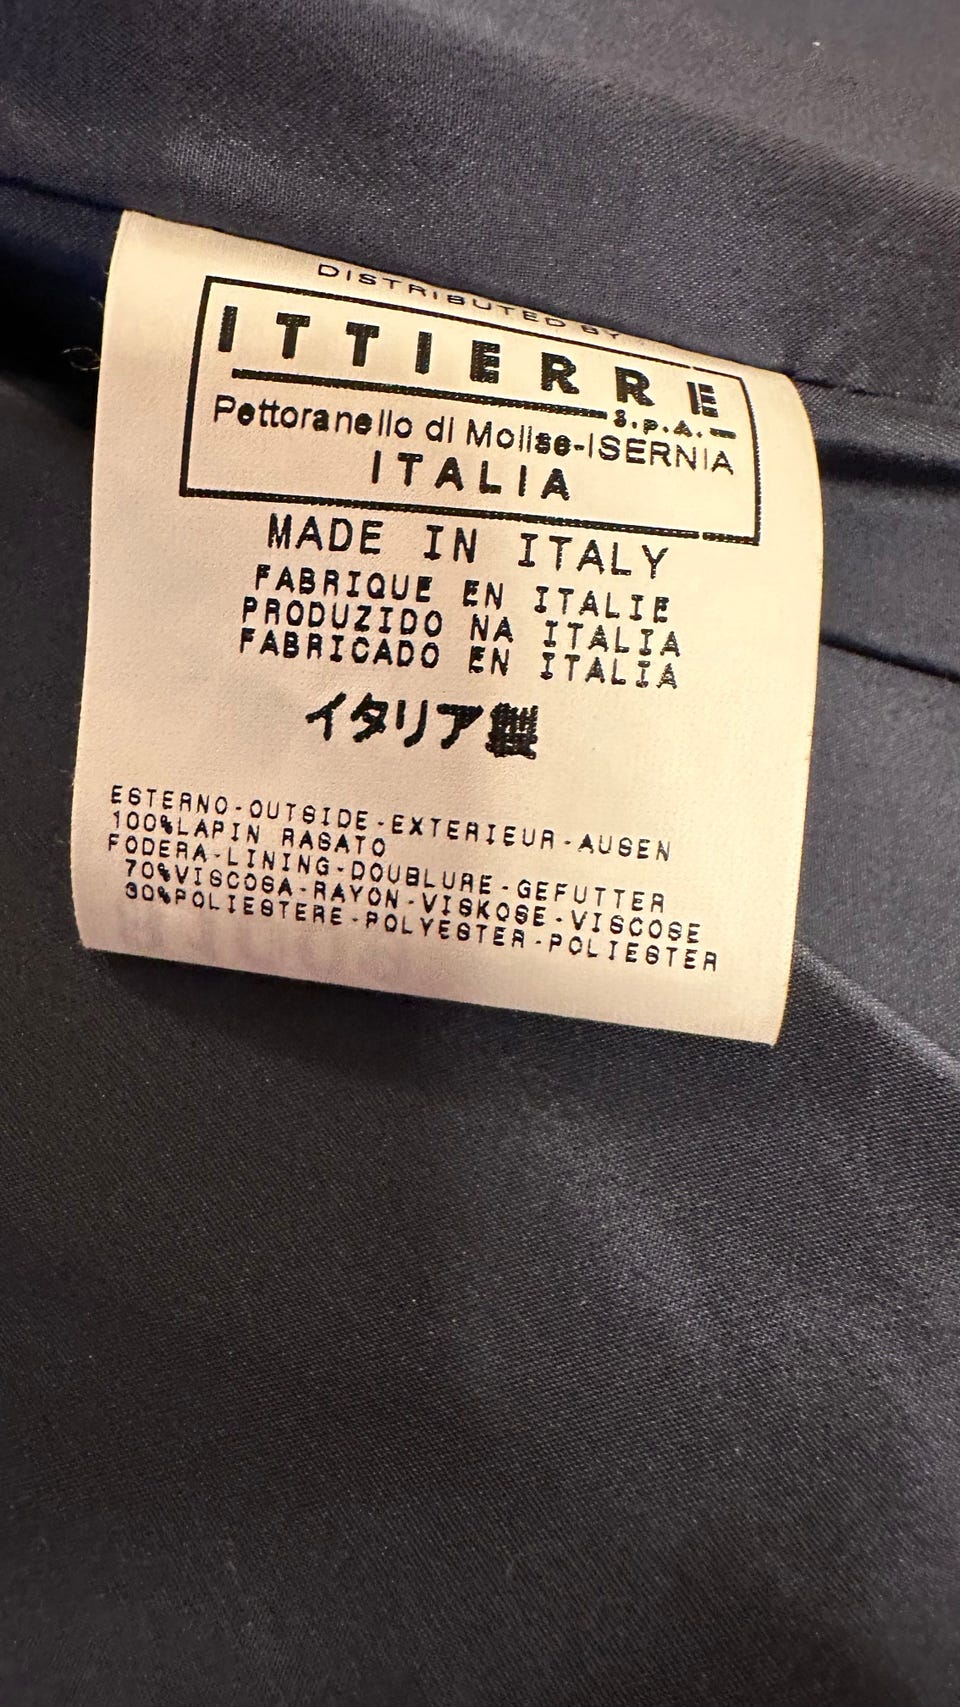 DISTRIBUTED BY
ITTIERRE
S.P.A.
Pettoranello di Molise-ISERNIA
ITALIA
MADE IN ITALY
FABRIQUE EN ITALIE
PRODUZIDO NA ITALIA
FABRICADO EN ITALIA
イタリア製
ESTERNO-OUTSIDE-EXTERIEUR-AUSEN
100%LAPIN RASATO
FODERA-LINING-DOUBLURE-GEFUTTER
70%VISCOSA-RAYON-VISKOSE-VISCOSE
30%POLIESTERE-POLYESTER-POLIESTER